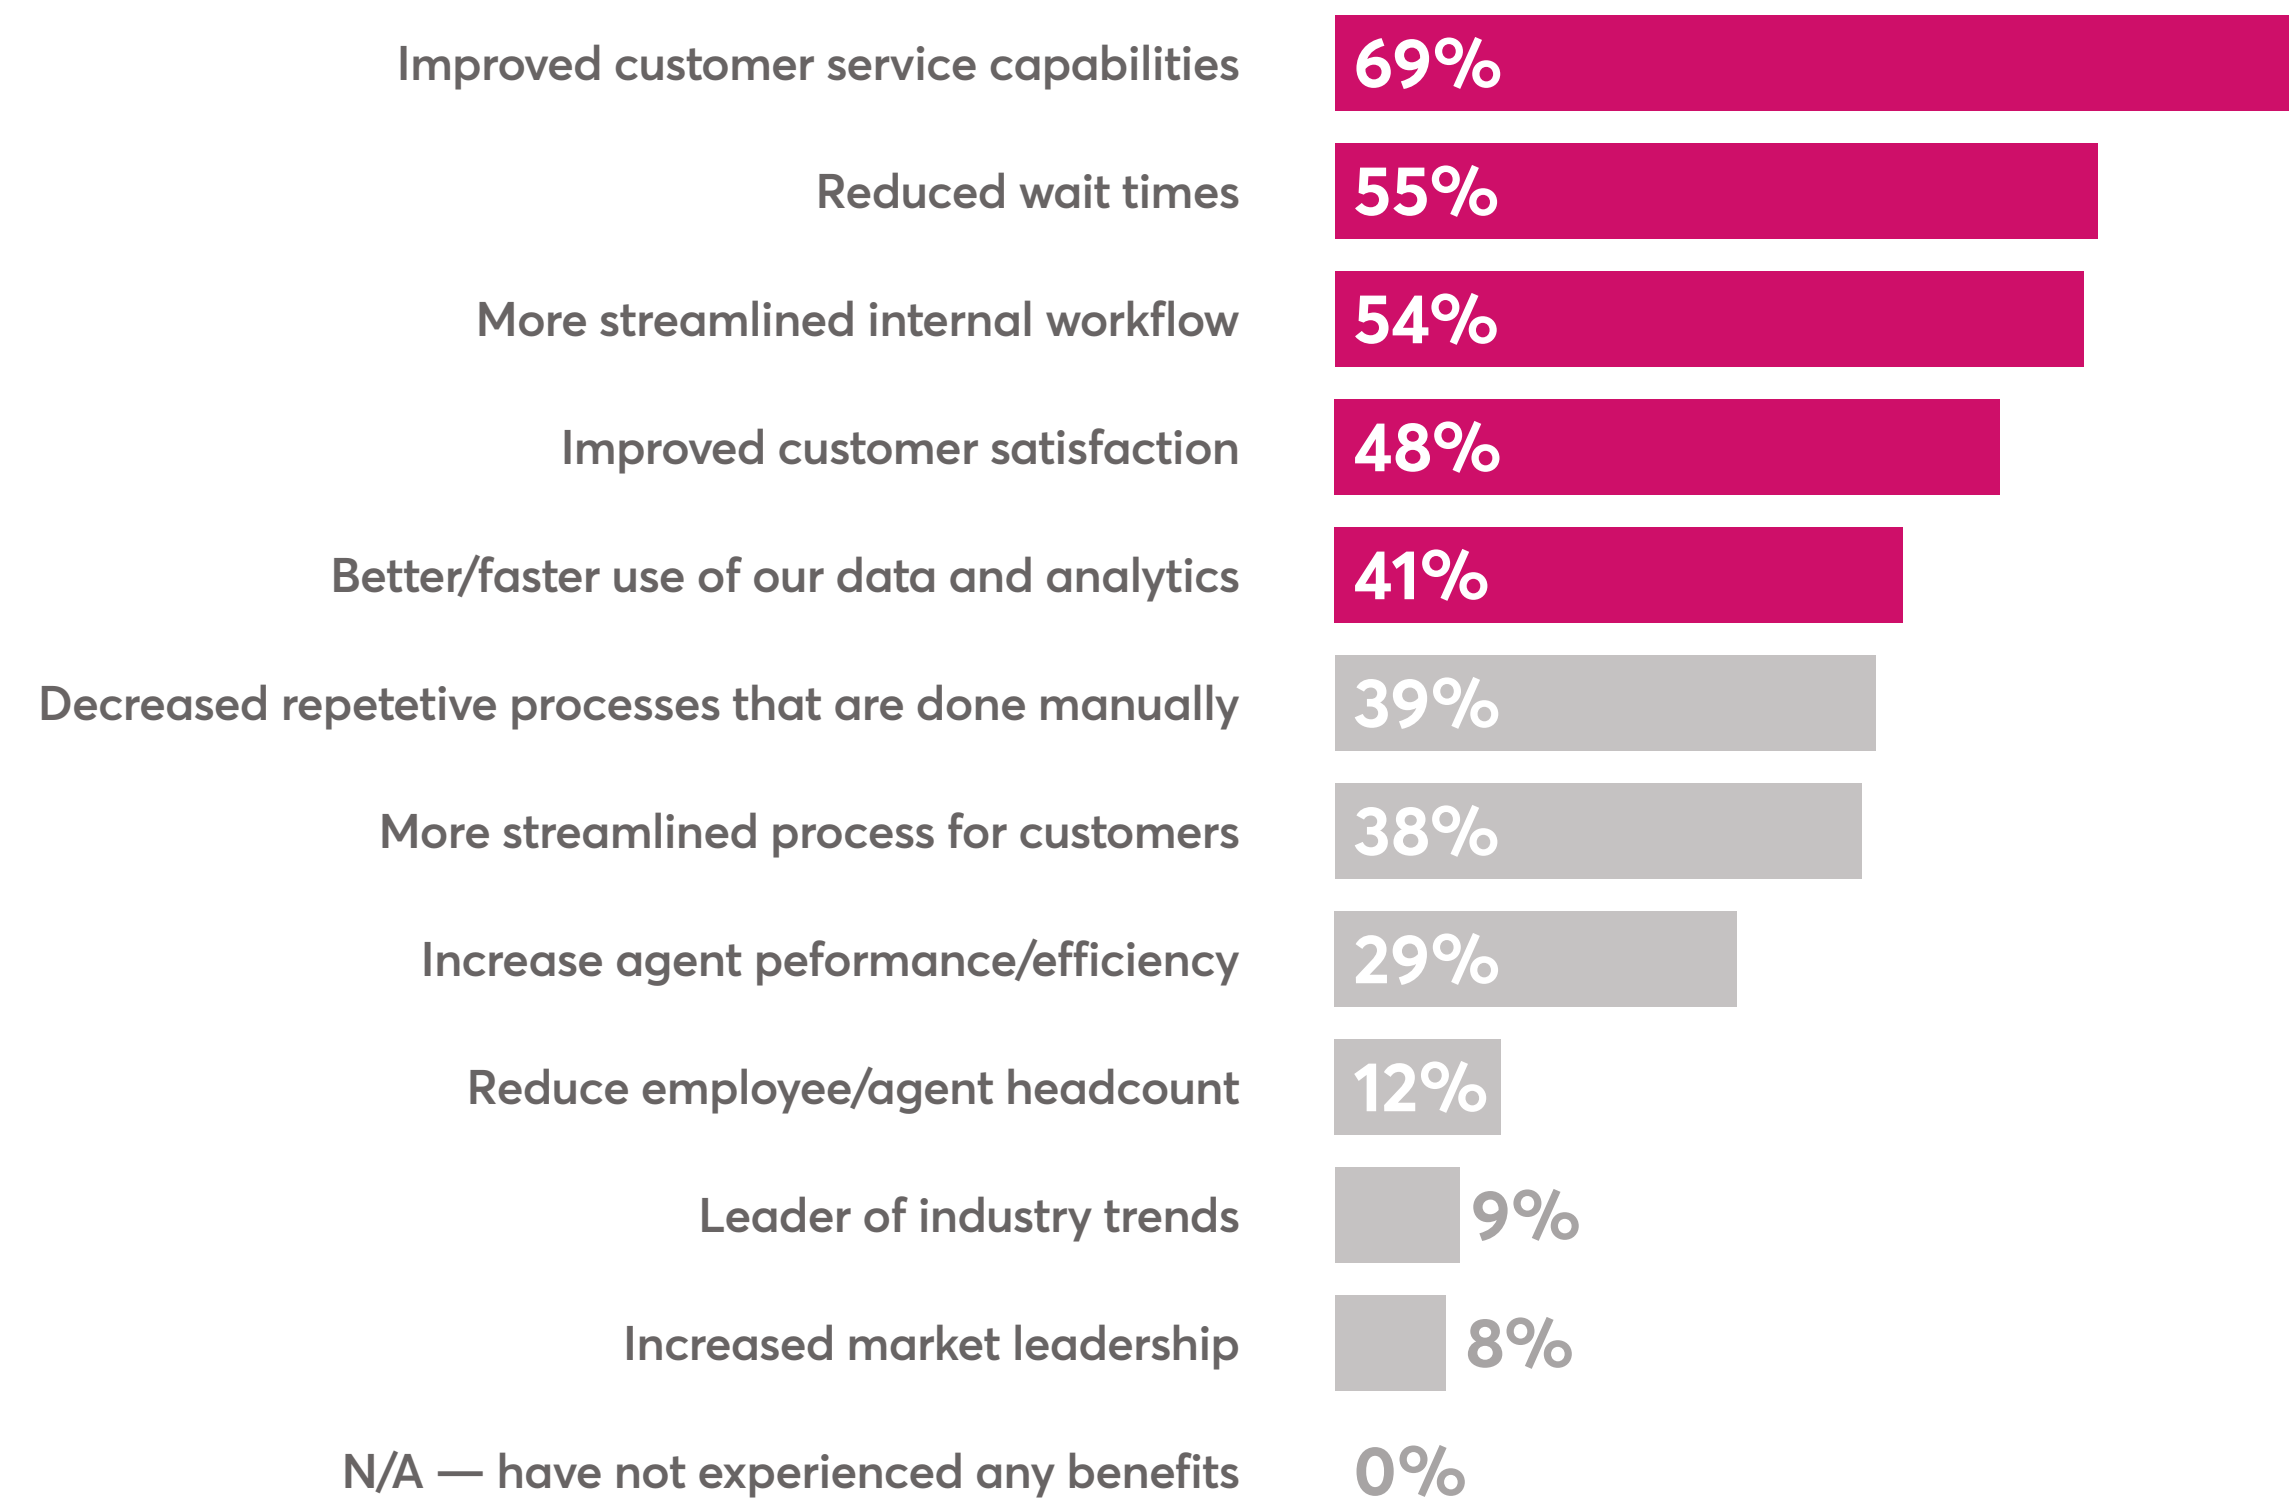 Improved customer service capabilities 69%
Reduced wait times 55%
More streamlined internal workflow 54%
Improved customer satisfaction 48%
Better/faster use of our data and analytics 41%
Decreased repetetive processes that are done manually 39%
More streamlined process for customers 38%
Increase agent peformance/efficiency 29%
Reduce employee/agent headcount 12%
Leader of industry trends 9%
Increased market leadership 8%
N/A — have not experienced any benefits 0%